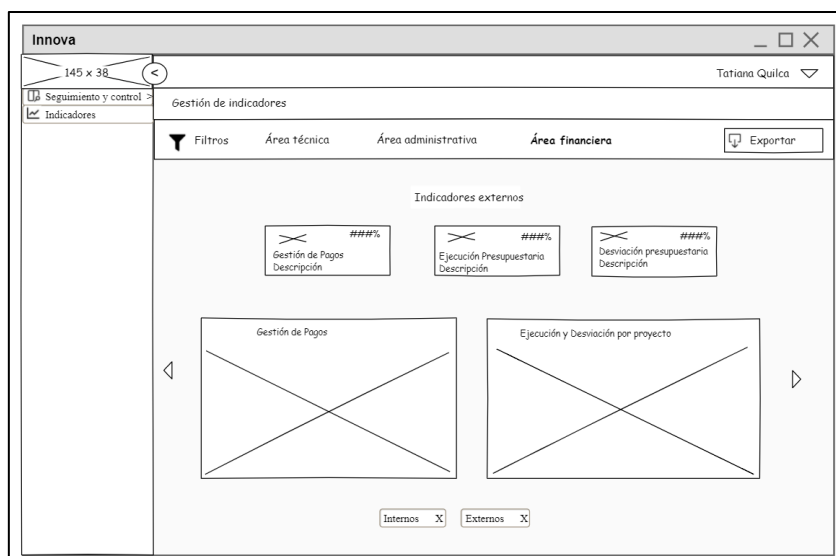 Innova
145 x 38
<
Tatiana Quilca
Seguimiento y control >
Indicadores
Gestión de indicadores
Filtros
Área técnica
Área administrativa
Área financiera
Exportar
Indicadores externos
###%
Gestión de Pagos
Descripción
###%
Ejecución Presupuestaria
Descripción
###%
Desviación presupuestaria
Descripción
Gestión de Pagos
Ejecución y Desviación por proyecto
Internos X
Externos X